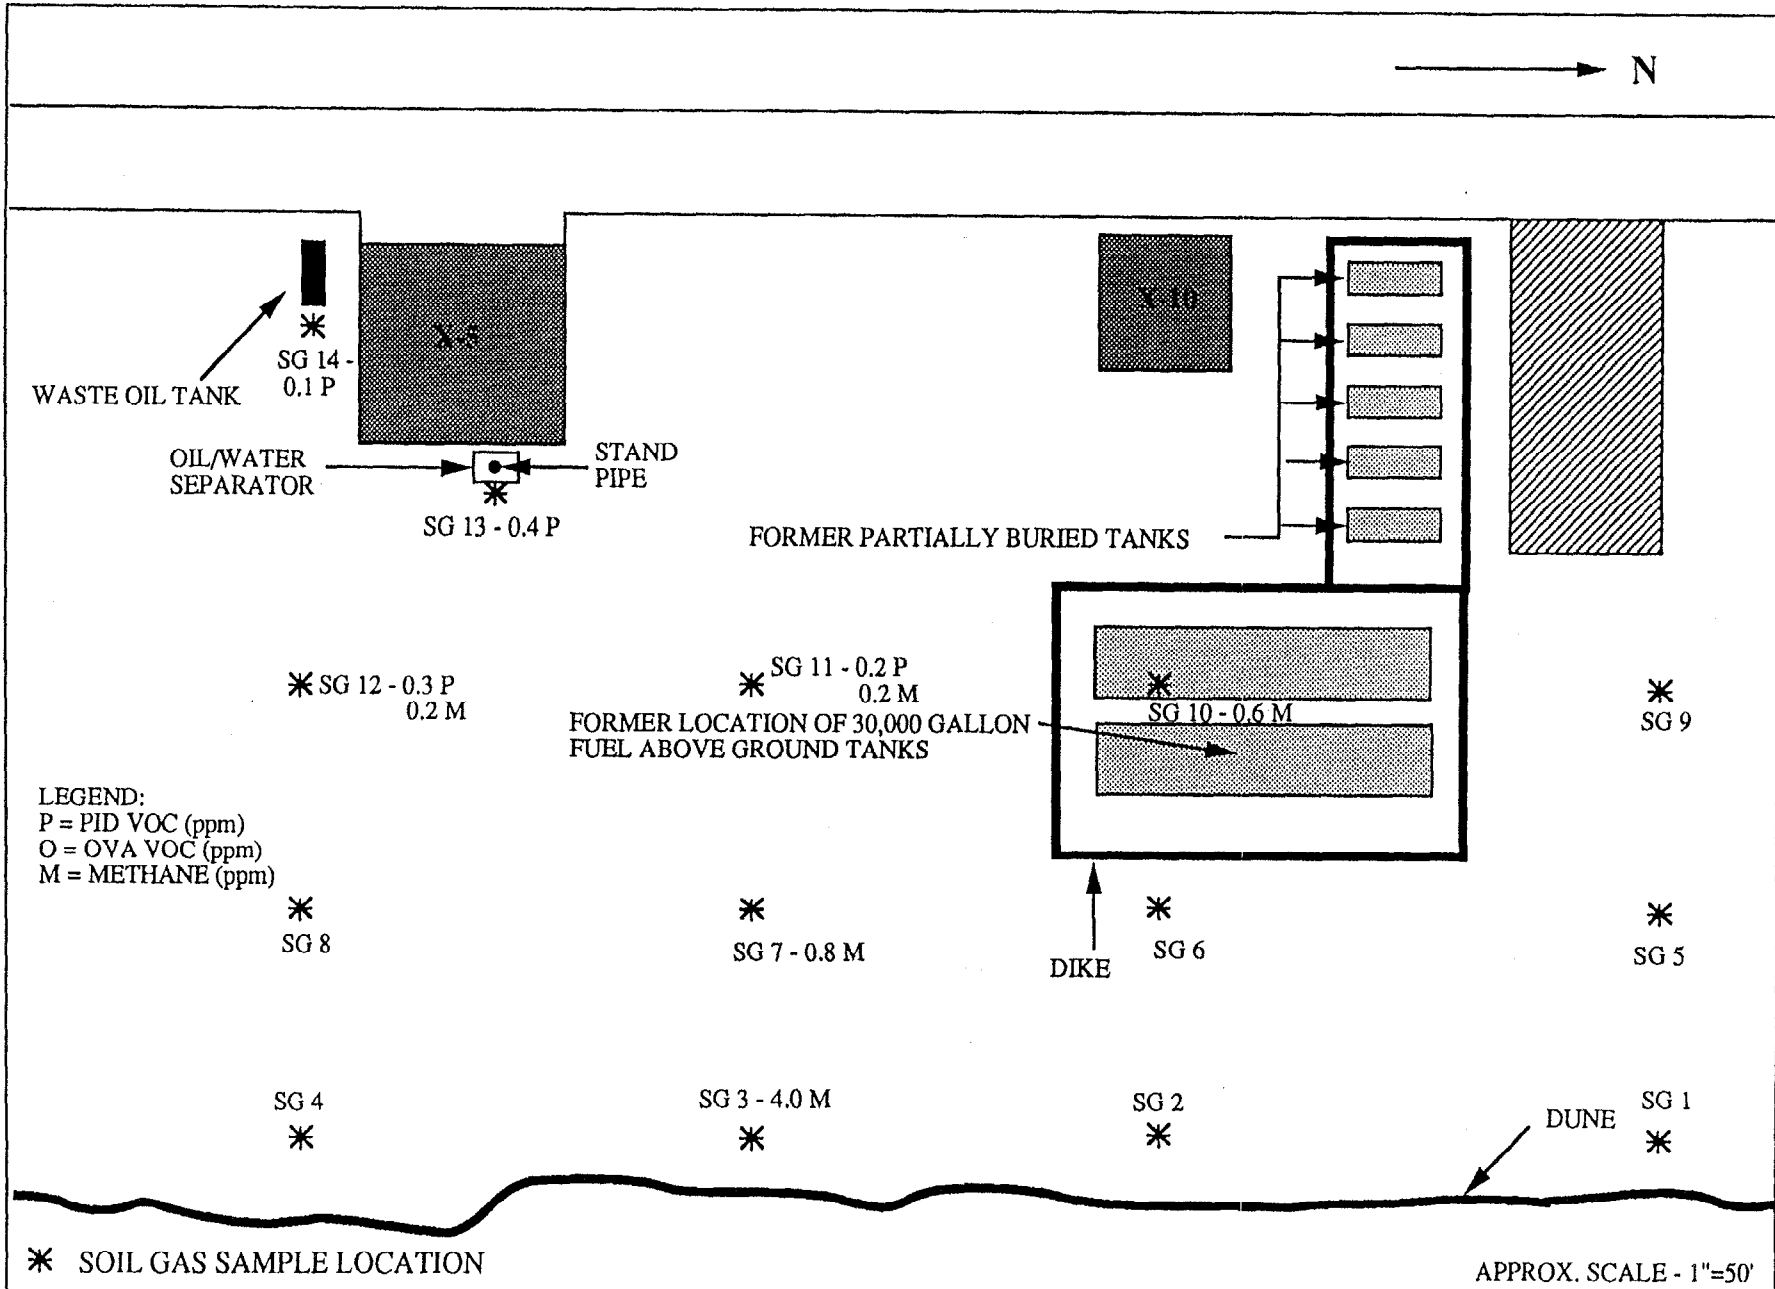 N
X-5
X-10
SG 14 -
0.1 P
WASTE OIL TANK
OIL/WATER
SEPARATOR
STAND
PIPE
SG 13 - 0.4 P
FORMER PARTIALLY BURIED TANKS
SG 12 - 0.3 P
0.2 M
SG 11 - 0.2 P
0.2 M
SG 10 - 0.6 M
SG 9
FORMER LOCATION OF 30,000 GALLON
FUEL ABOVE GROUND TANKS
LEGEND:
P = PID VOC (ppm)
O = OVA VOC (ppm)
M = METHANE (ppm)
SG 8
SG 7 - 0.8 M
SG 6
SG 5
DIKE
SG 4
SG 3 - 4.0 M
SG 2
SG 1
DUNE
SOIL GAS SAMPLE LOCATION
APPROX. SCALE - 1"=50'